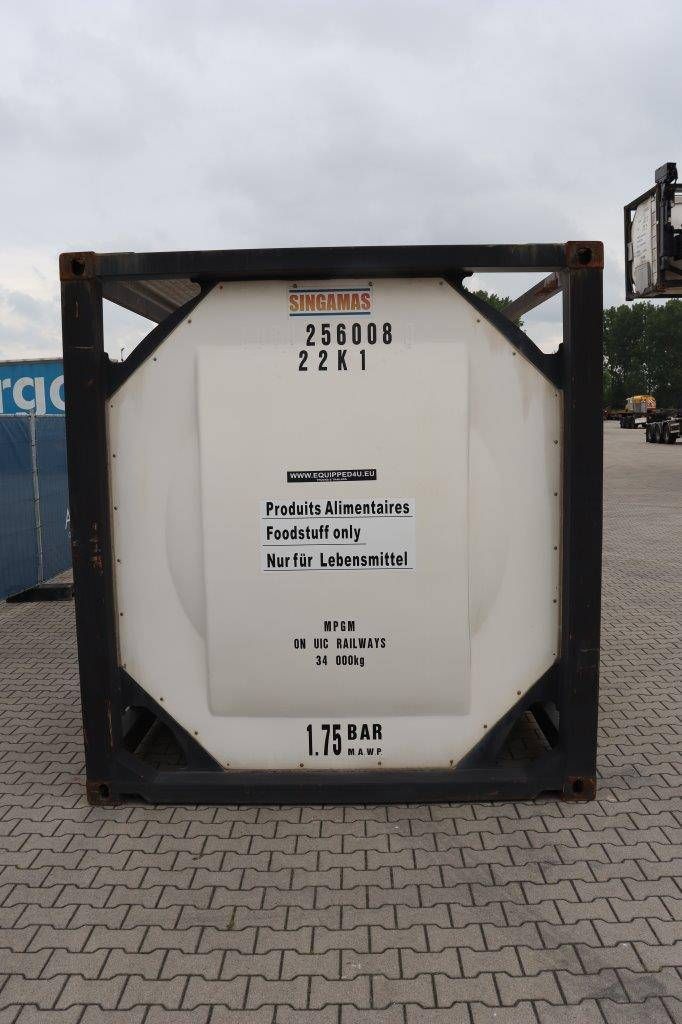 SINGAMAS
256008
22K1
WWW.EQUIPPED4U.EU
Produits Alimentaires
Foodstuff only
Nur für Lebensmittel
MPGM
ON UIC RAILWAYS
34 000kg
1.75 BAR
M.A.W.P.
rgo